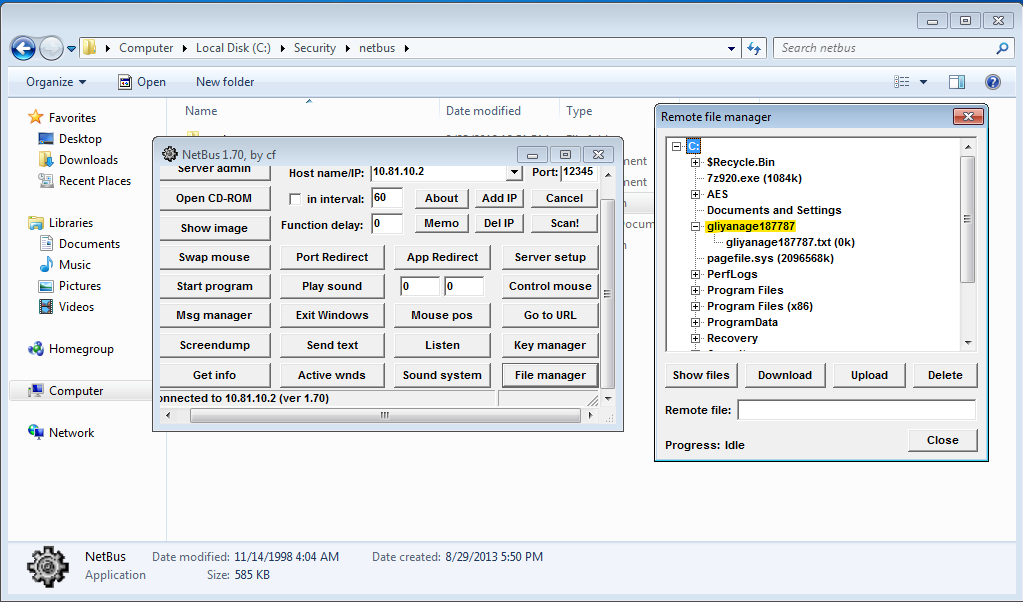 Computer Local Disk (C:) Security netbus
Search netbus
Organize Open New folder
Name Date modified Type
Favorites
Desktop
Downloads
Recent Places
Libraries
Documents
Music
Pictures
Videos
Homegroup
Computer
Network
NetBus 1.70, by cf
Server admin Host name/IP: 10.81.10.2 Port: 12345
Open CD-ROM in interval: 60 About Add IP Cancel
Show image Function delay: 0 Memo Del IP Scan!
Swap mouse Port Redirect App Redirect Server setup
Start program Play sound 0 0 Control mouse
Msg manager Exit Windows Mouse pos Go to URL
Screendump Send text Listen Key manager
Get info Active wnds Sound system File manager
onnected to 10.81.10.2 (ver 1.70)
Remote file manager
C:
$Recycle.Bin
7z920.exe (1084k)
AES
Documents and Settings
gliyanage187787
gliyanage187787.txt (0k)
pagefile.sys (2096568k)
PerfLogs
Program Files
Program Files (x86)
ProgramData
Recovery
Show files Download Upload Delete
Remote file:
Progress: Idle
Close
NetBus Date modified: 11/14/1998 4:04 AM Date created: 8/29/2013 5:50 PM
Application Size: 585 KB